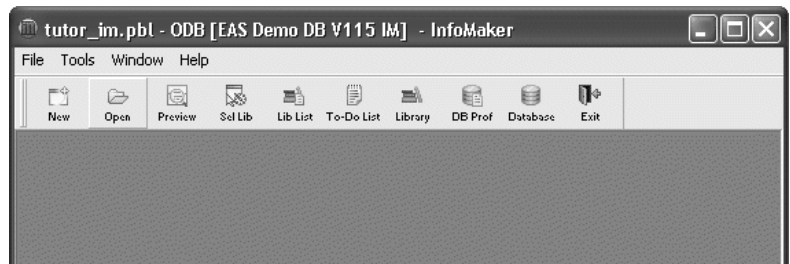 tutor_im.pbl - ODB [EAS Demo DB V115 IM] - InfoMaker
File Tools Window Help
New Open Preview Sel Lib Lib List To-Do List Library DB Prof Database Exit